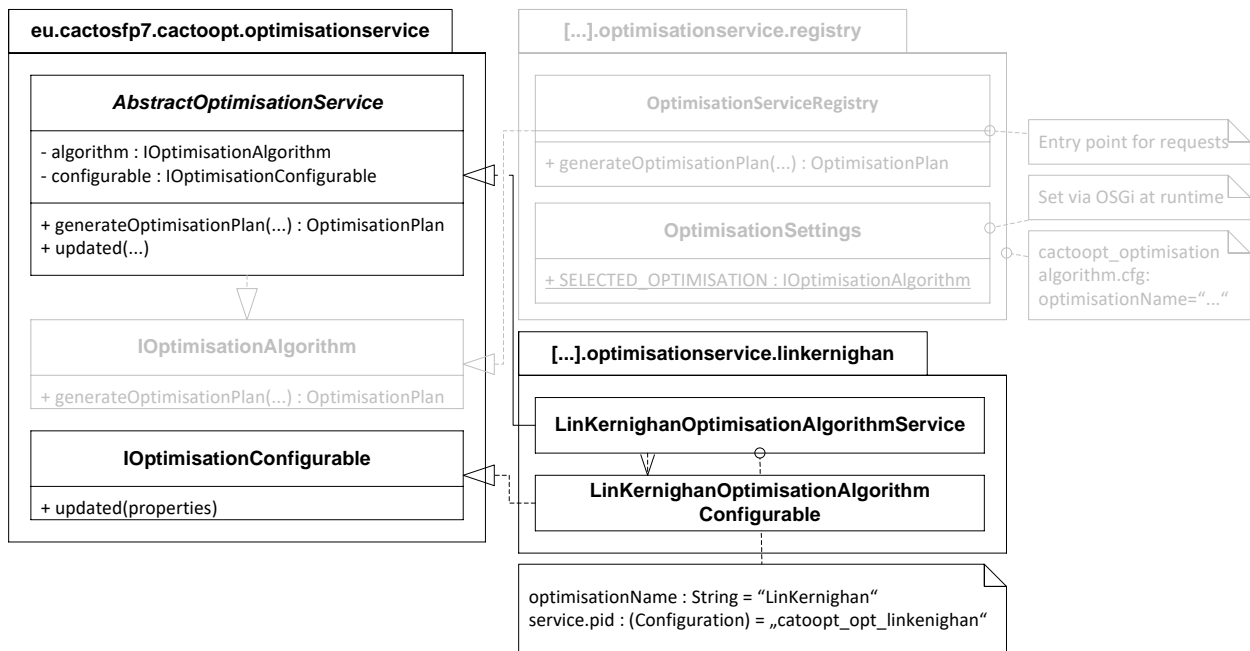 eu.cactosfp7.cactoopt.optimisationservice
AbstractOptimisationService
- algorithm : IOptimisationAlgorithm
- configurable : IOptimisationConfigurable
+ generateOptimisationPlan(...) : OptimisationPlan
+ updated(...)
IOptimisationAlgorithm
+ generateOptimisationPlan(...) : OptimisationPlan
IOptimisationConfigurable
+ updated(properties)
[...].optimisationservice.registry
OptimisationServiceRegistry
+ generateOptimisationPlan(...) : OptimisationPlan
OptimisationSettings
+ SELECTED_OPTIMISATION : IOptimisationAlgorithm
Entry point for requests
Set via OSGi at runtime
cactoopt_optimisation
algorithm.cfg:
optimisationName=“...“
[...].optimisationservice.linkernighan
LinKernighanOptimisationAlgorithmService
LinKernighanOptimisationAlgorithm
Configurable
optimisationName : String = “LinKernighan“
service.pid : (Configuration) = „catoopt_opt_linkenighan“